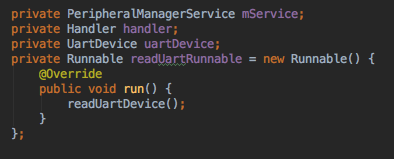 private PeripheralManagerService mService;
private Handler handler;
private UartDevice uartDevice;
private Runnable readUartRunnable = new Runnable() {
@Override
public void run() {
readUartDevice();
}
};